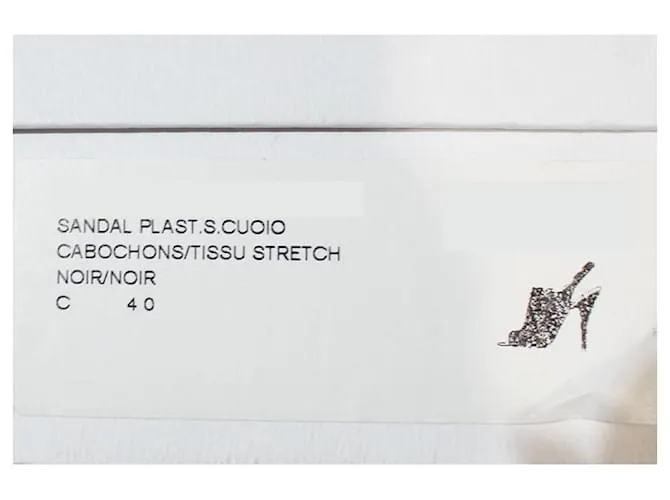 SANDAL PLAST.S.CUOIO
CABOCHONS/TISSU STRETCH
NOIR/NOIR
C 40